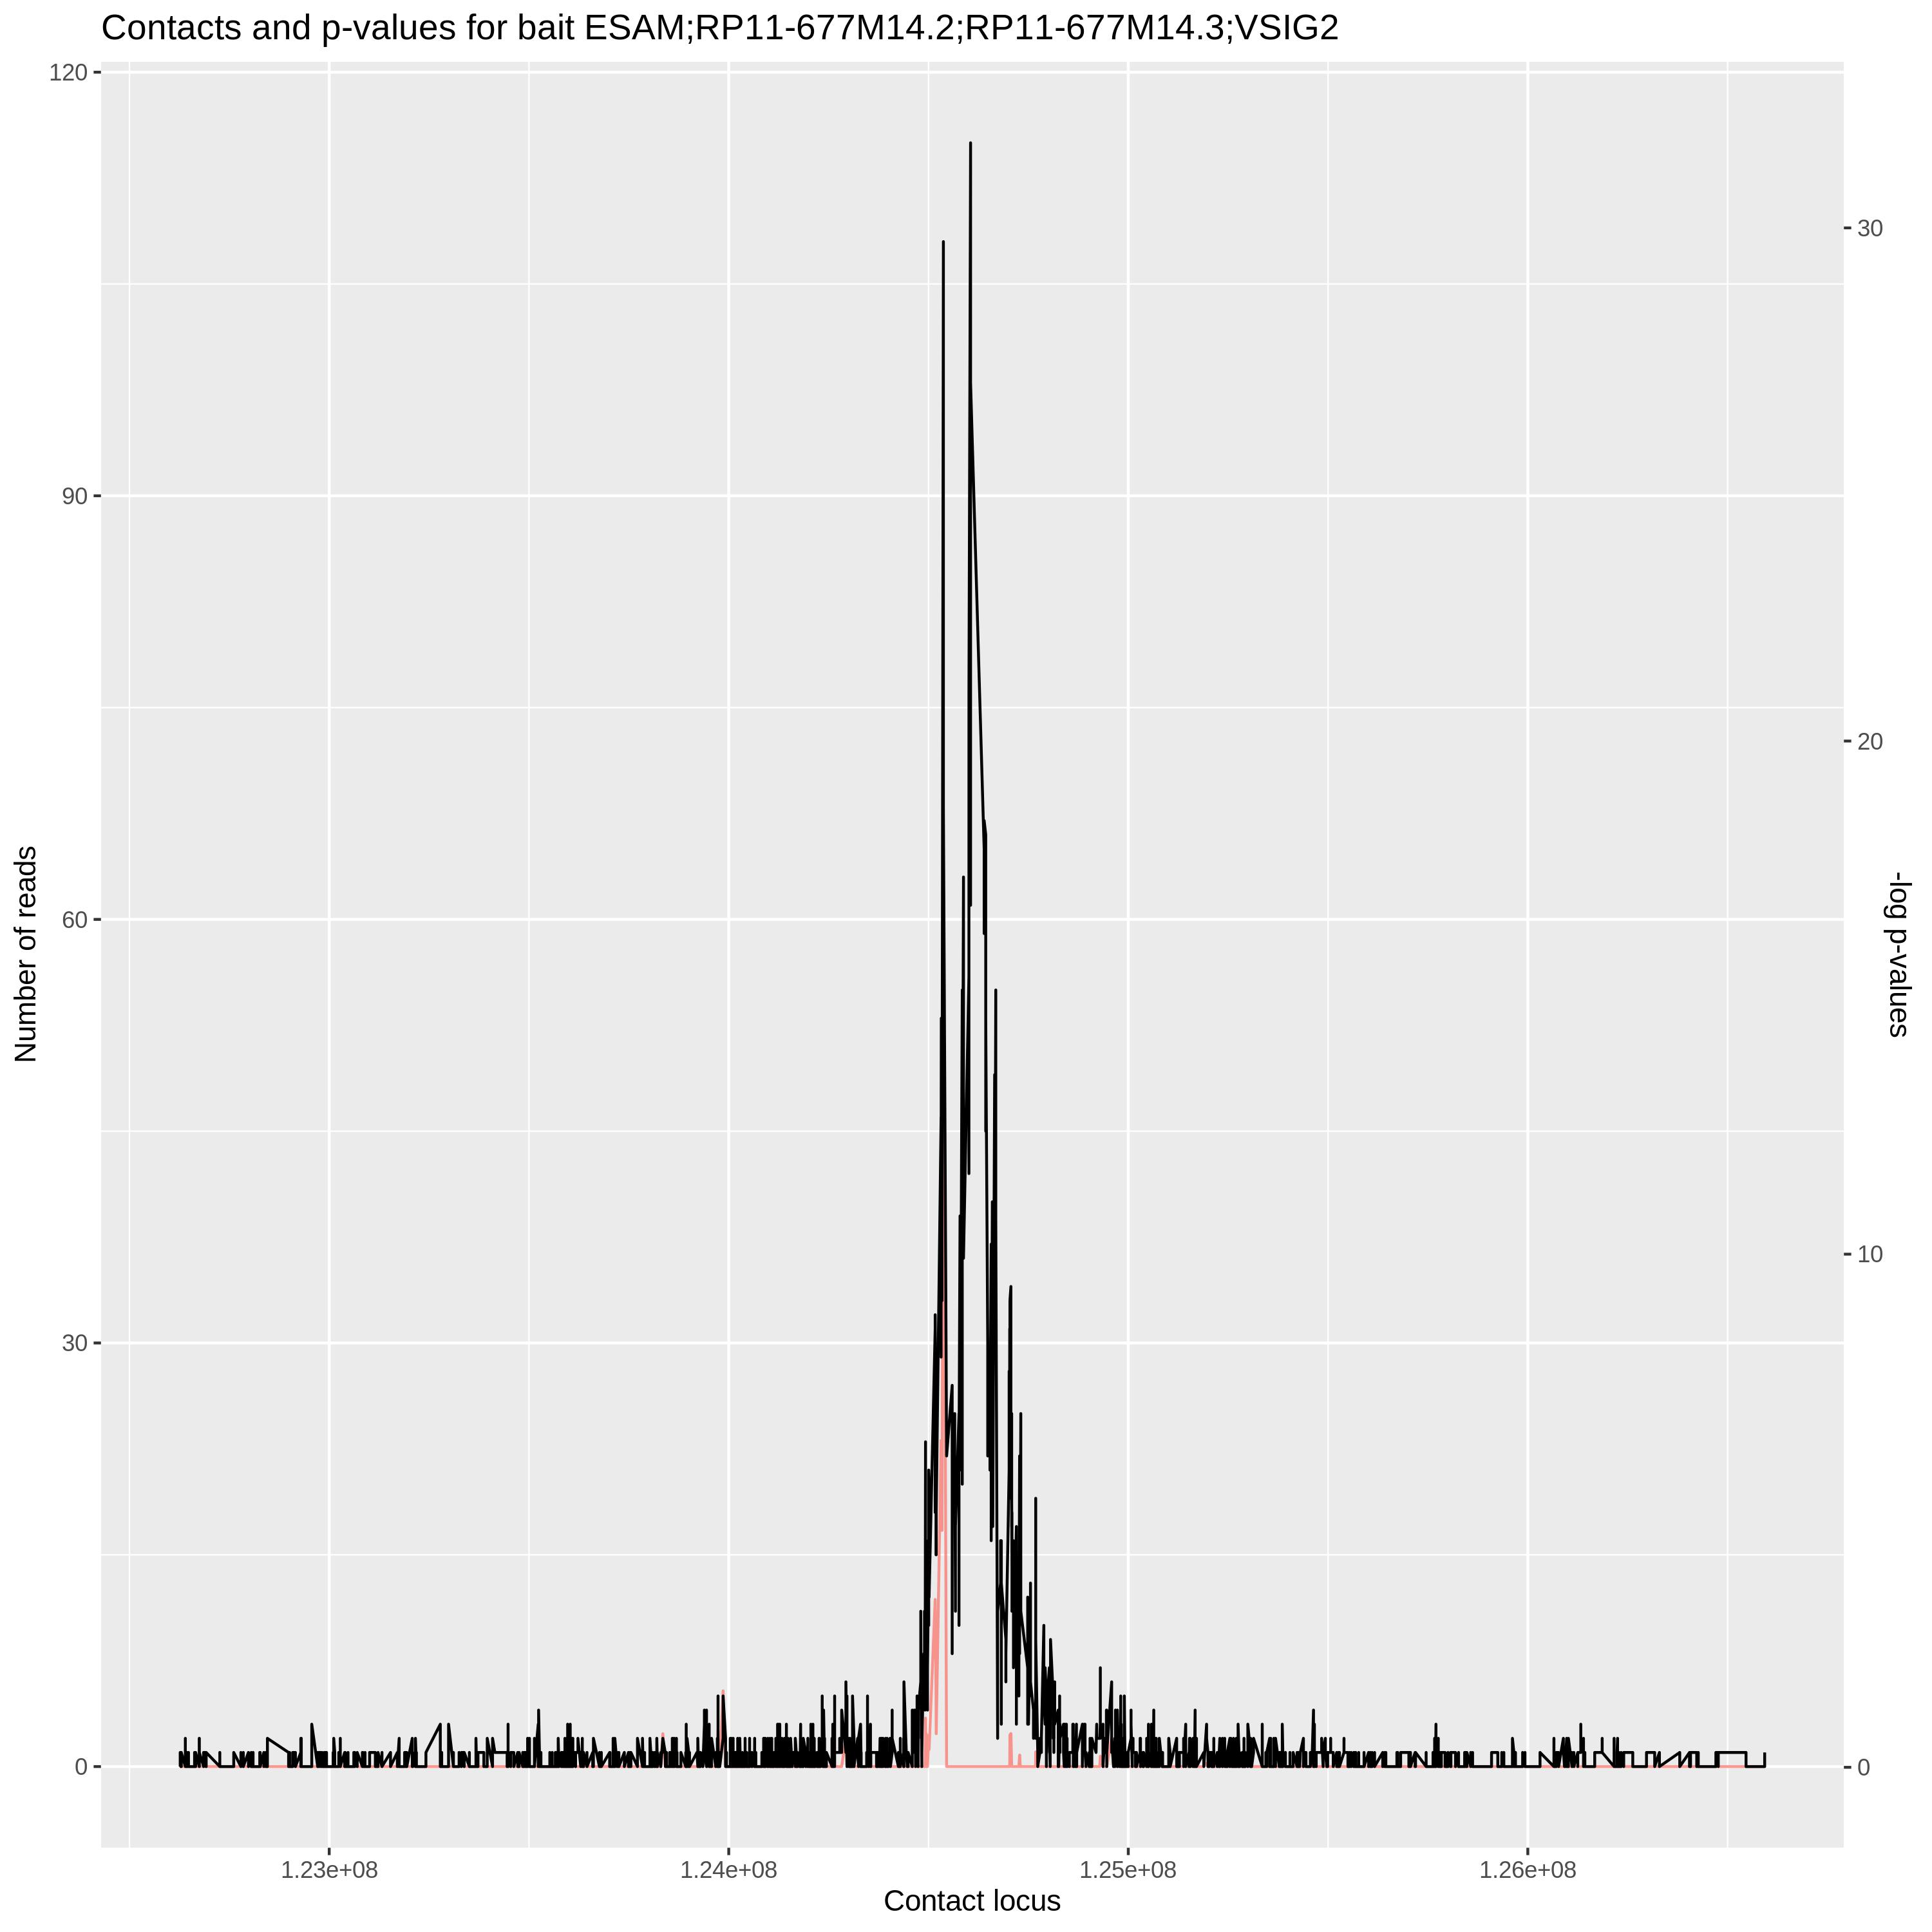 Contacts and p-values for bait ESAM;RP11-677M14.2;RP11-677M14.3;VSIG2
120
90
60
30
0
Number of reads
30
20
10
0
-log p-values
1.23e+08 1.24e+08 1.25e+08 1.26e+08
Contact locus